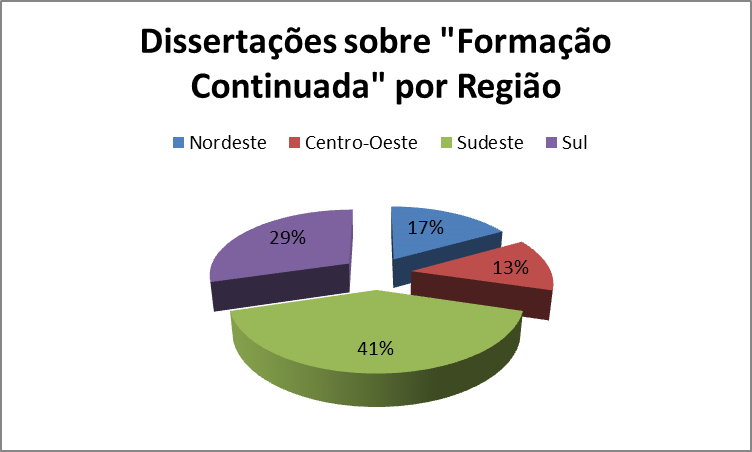 Dissertações sobre "Formação
Continuada" por Região
Nordeste Centro-Oeste Sudeste Sul
17%
29%
13%
41%